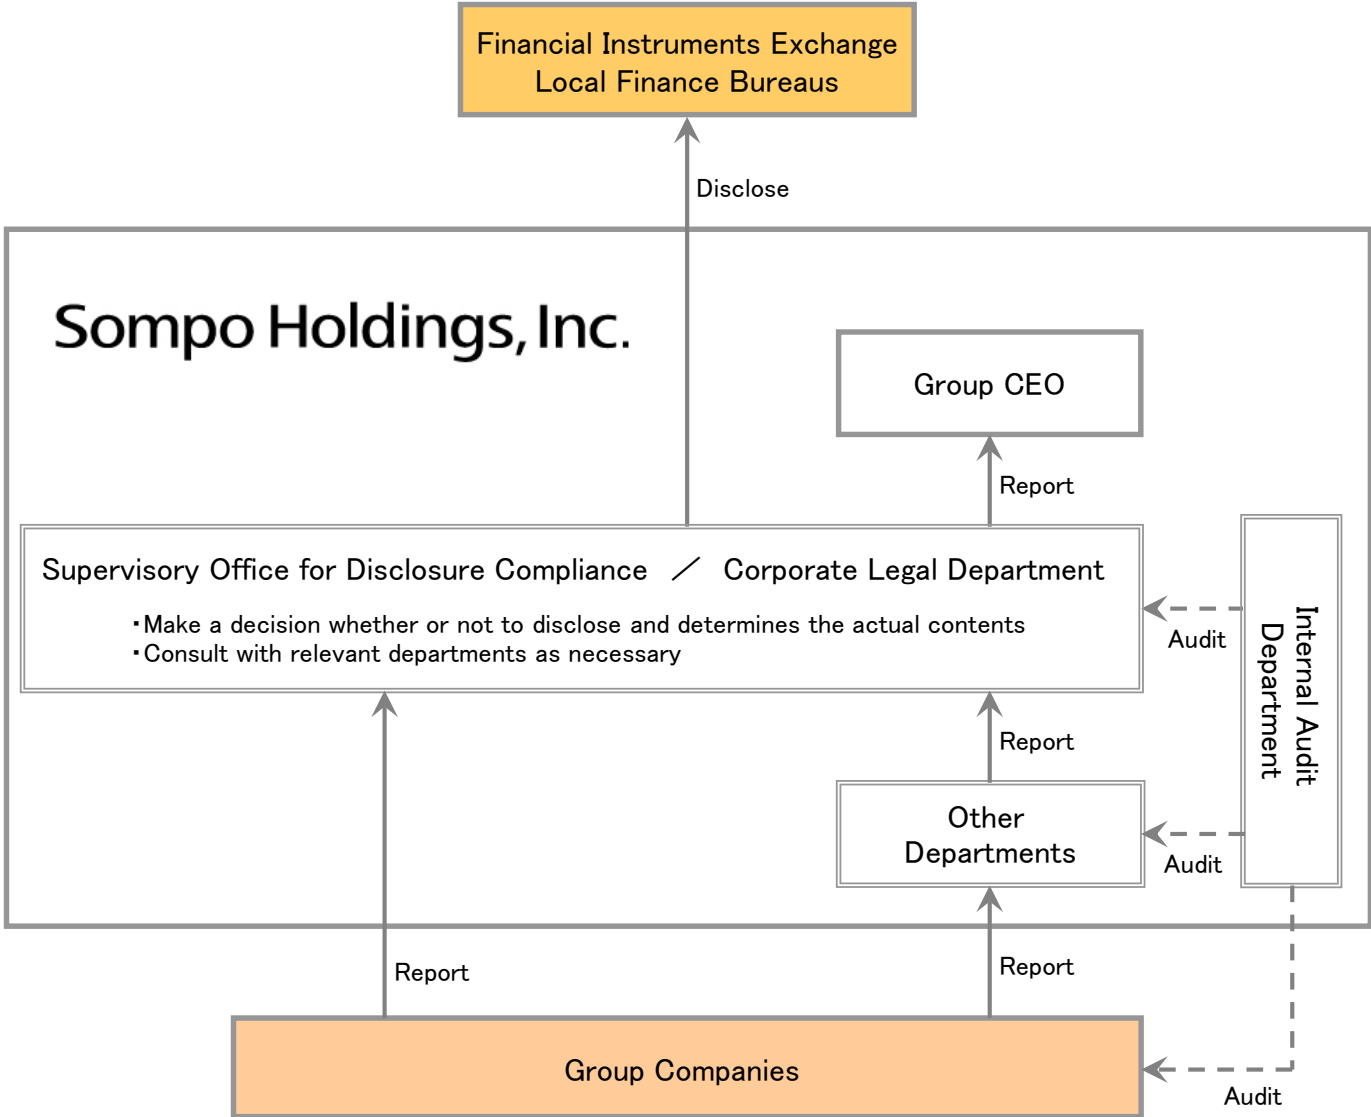 Financial Instruments Exchange
Local Finance Bureaus
Disclose
Sompo Holdings, Inc.
Group CEO
Report
Supervisory Office for Disclosure Compliance ／ Corporate Legal Department
・Make a decision whether or not to disclose and determines the actual contents
・Consult with relevant departments as necessary
Audit
Internal Audit
Department
Report
Other
Departments
Audit
Report
Report
Group Companies
Audit